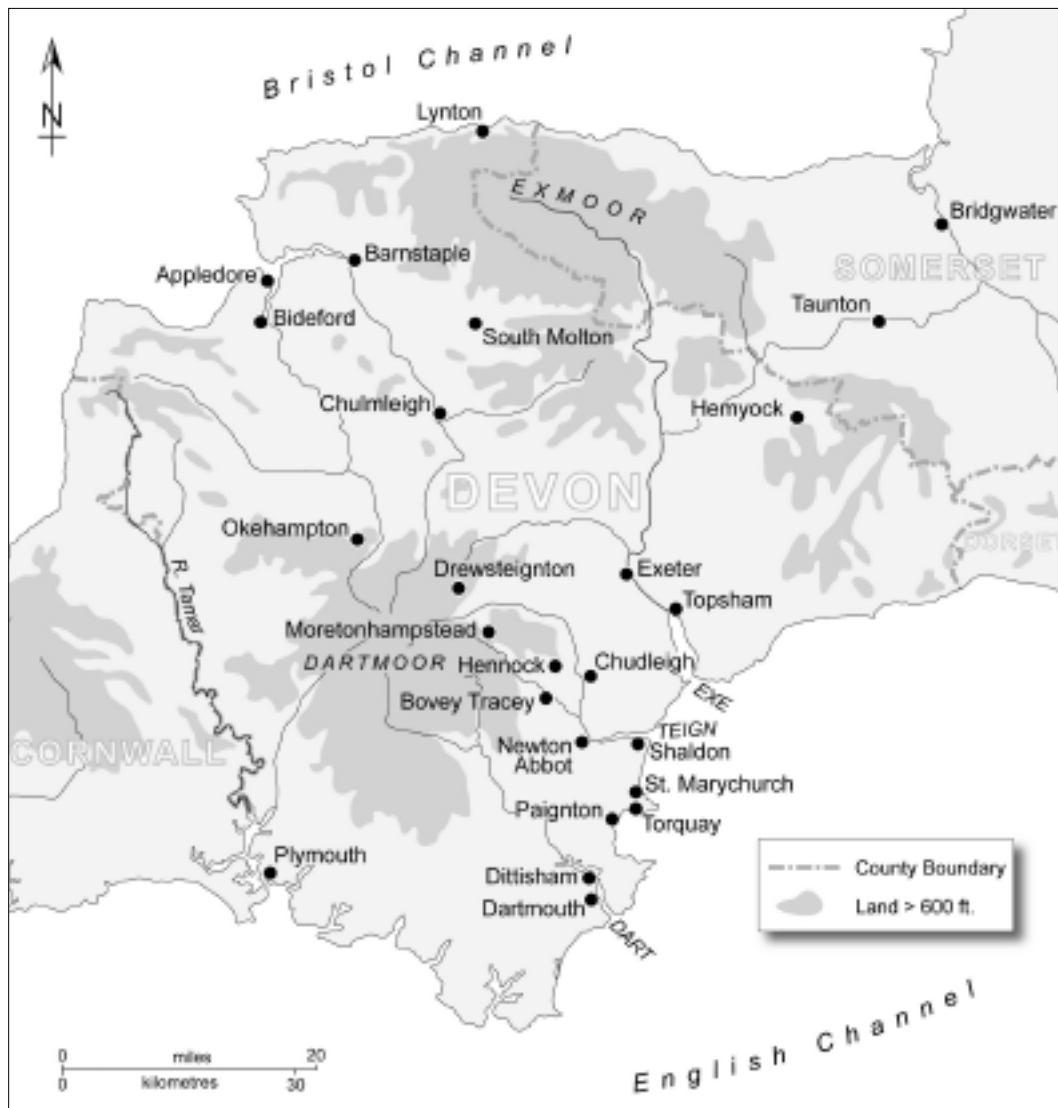 Bristol Channel
N
Lynton
EXMOOR
Bridgwater
Barnstaple
SOMERSET
Appledore
Taunton
Bideford
South Molton
Chulmleigh
Hemyock
DEVON
Okehampton
DORSET
Drewsteignton
Exeter
R. Tamar
Topsham
Moretonhampstead
DARTMOOR
Hennock
Chudleigh
Bovey Tracey
EXE
CORNWALL
TEIGN
Newton
Abbot
Shaldon
St. Marychurch
Paignton
Torquay
Plymouth
County Boundary
Dittisham
Land > 600 ft.
Dartmouth
DART
English Channel
0 20
miles
kilometres
0 30